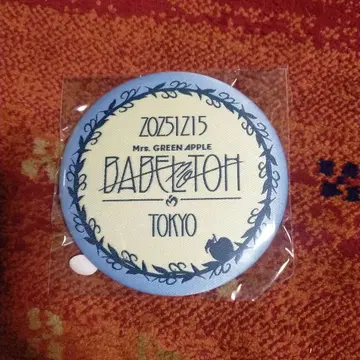 20251215
Mrs. GREEN APPLE
BABEL no TOH
TOKYO